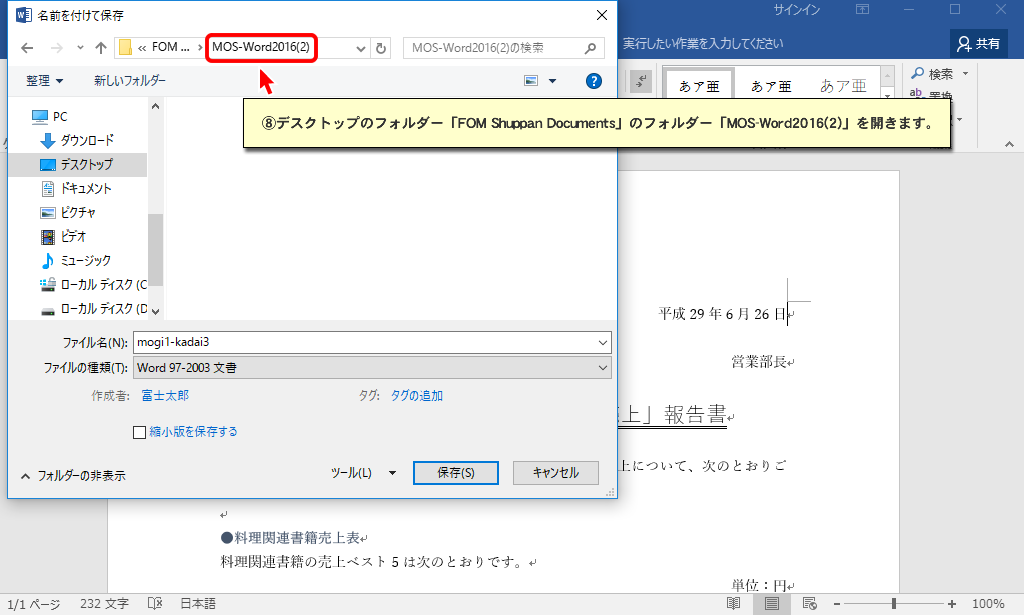 名前を付けて保存
サインイン
« FOM ... › MOS-Word2016(2)
MOS-Word2016(2)の検索
実行したい作業を入力してください
共有
整理
新しいフォルダー
?
あア亜
あア亜
あア亜
検索
置換
⑧デスクトップのフォルダー「FOM Shuppan Documents」のフォルダー「MOS-Word2016(2)」を開きます。
PC
ダウンロード
デスクトップ
ドキュメント
ピクチャ
ビデオ
ミュージック
ローカル ディスク (C
ローカル ディスク (D
ファイル名(N): mogi1-kadai3
ファイルの種類(T): Word 97-2003 文書
作成者: 富士太郎
タグ: タグの追加
縮小版を保存する
フォルダーの非表示
ツール(L)
保存(S)
キャンセル
平成 29 年 6 月 26 日
営業部長
上」報告書
上について、次のとおりご
●料理関連書籍売上表
料理関連書籍の売上ベスト 5 は次のとおりです。
単位：円
1/1 ページ
232 文字
日本語
100%